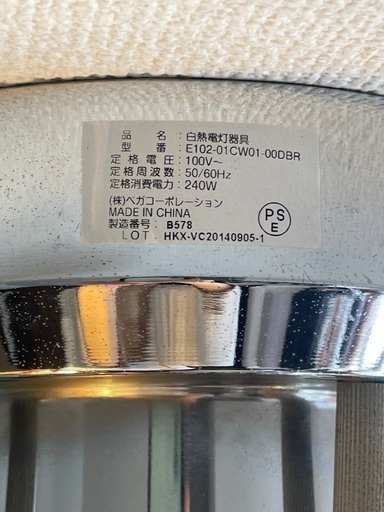 品名:白熱電灯器具
型番:E102-01CW01-00DBR
定格電圧:100V~
定格周波数:50/60Hz
定格消費電力:240W
(株)ベガコーポレーション
MADE IN CHINA
製造番号: B578
LOT: HKX-VC20140905-1
PS
E